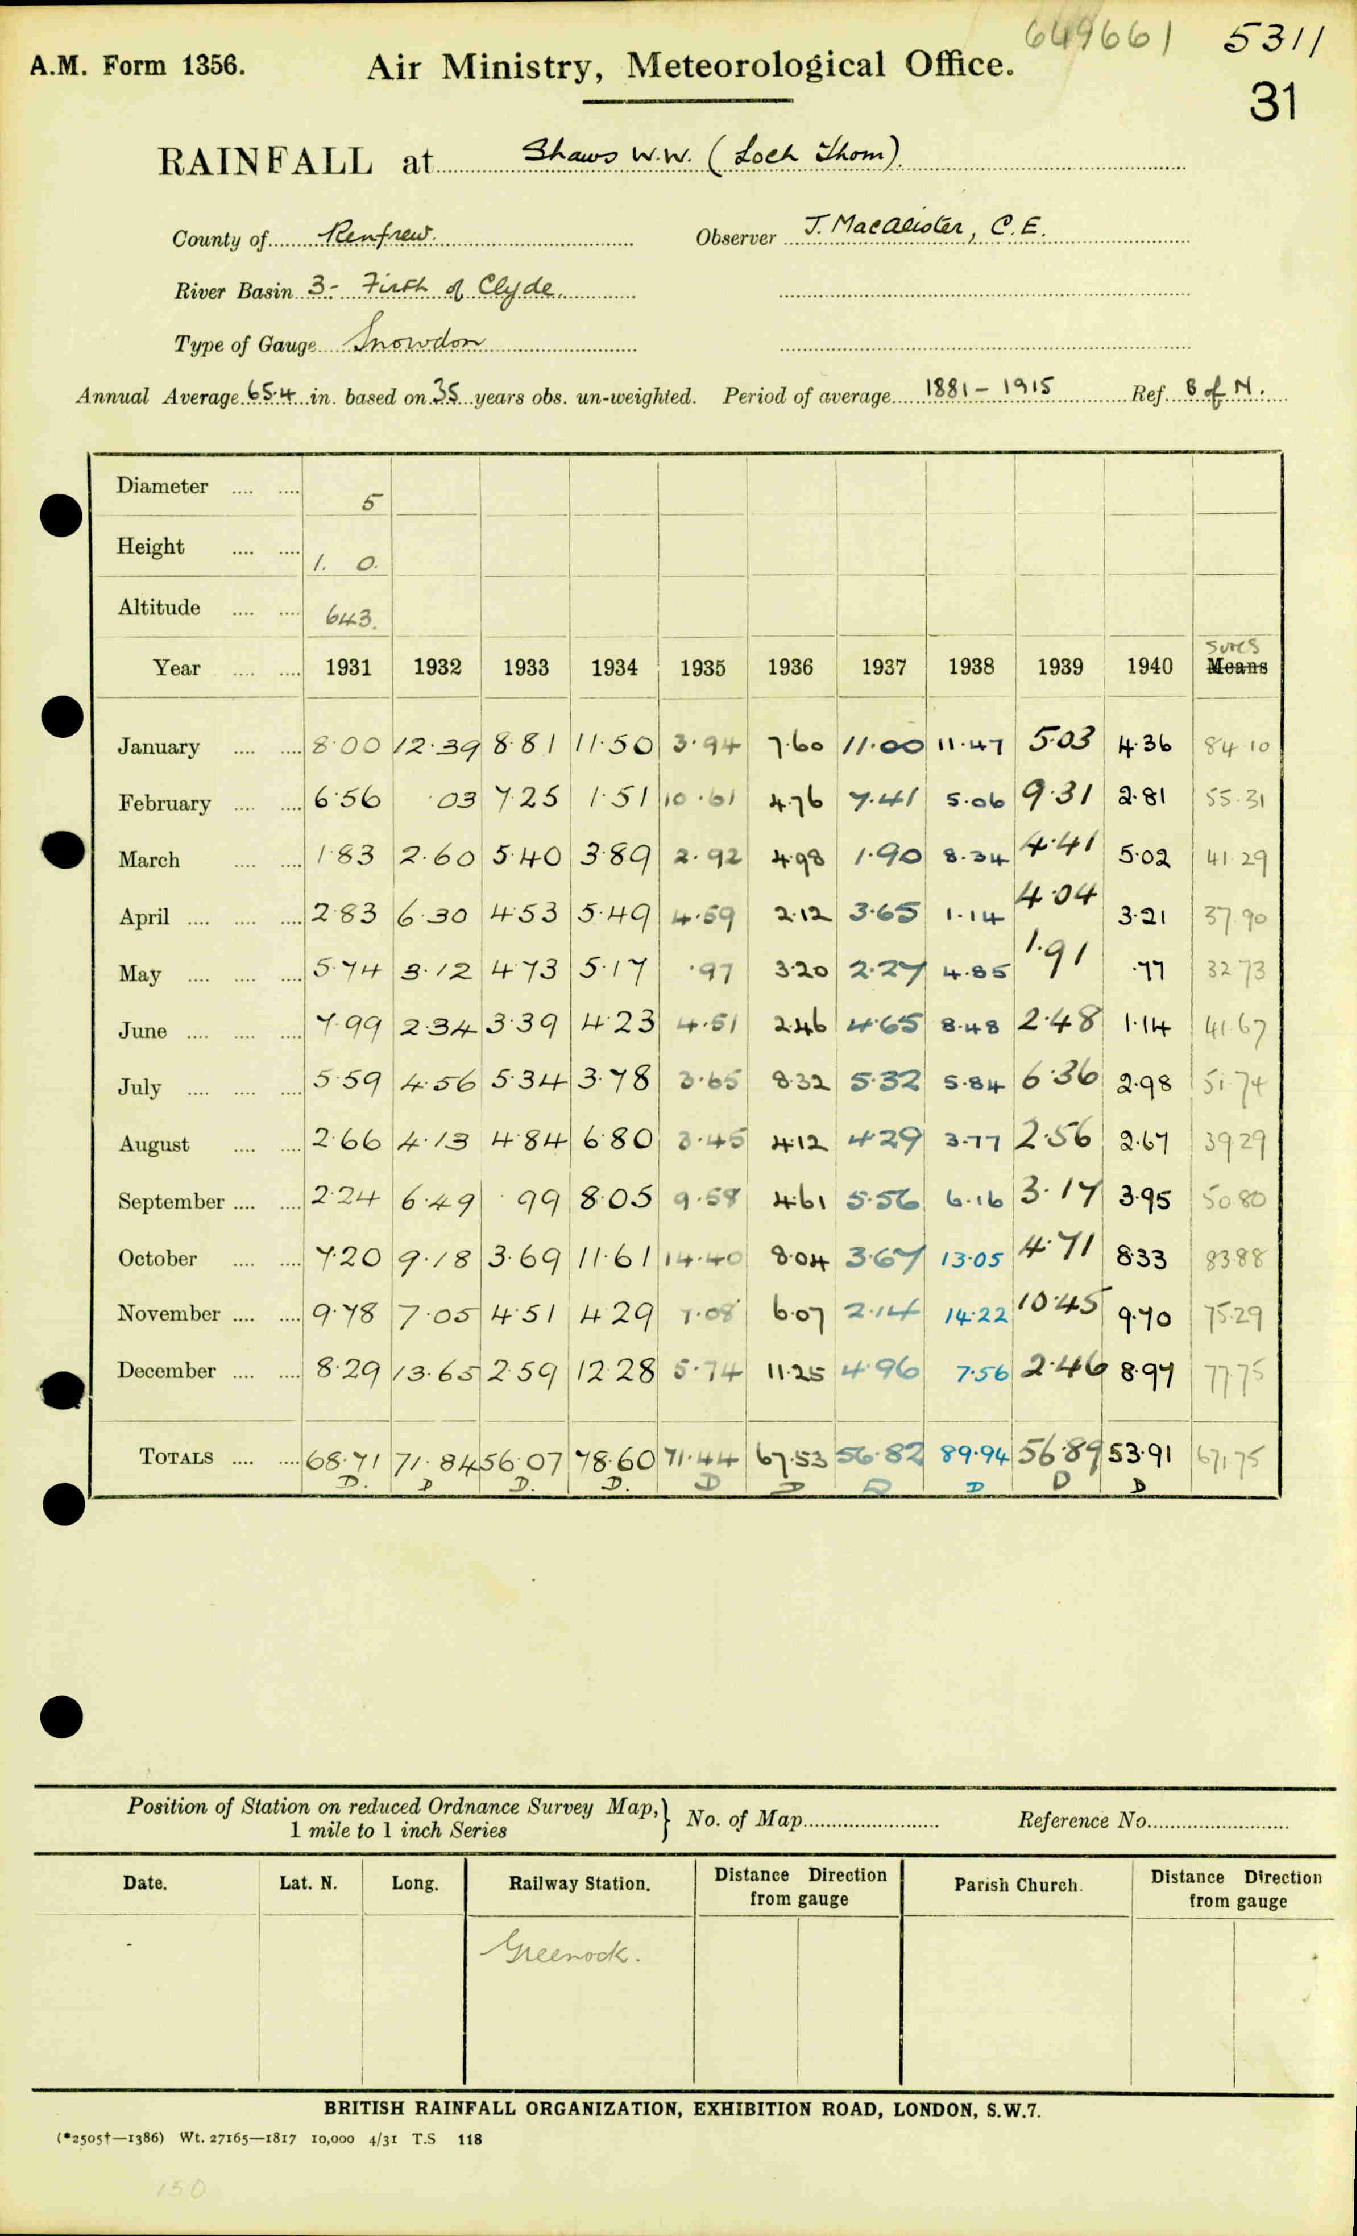 649661 5311
A.M. Form 1356. Air Ministry, Meteorological Office.
31
RAINFALL at Shaws W.W. (Loch Thom).
County of Renfrew. Observer J. Macalister, C.E.
River Basin 3- Firth of Clyde.
Type of Gauge Snowdon
Annual Average 65.4 in. based on 35 years obs. un-weighted. Period of average 1881 - 1915 Ref. B of N.
Diameter .... .... 5
Height .... .... 1. 0.
Altitude .... .... 643.
sums
Year .... .... 1931 1932 1933 1934 1935 1936 1937 1938 1939 1940 Means
January .... .... 8.00 12.39 8.81 11.50 3.94 7.60 11.00 11.47 5.03 4.36 84.10
February .... .... 6.56 .03 7.25 1.51 10.61 4.76 7.41 5.06 9.31 2.81 55.31
March .... .... 1.83 2.60 5.40 3.89 2.92 4.98 1.90 8.34 4.41 5.02 41.29
April .... .... .... 2.83 6.30 4.53 5.49 4.59 2.12 3.65 1.14 4.04 3.21 37.90
May .... .... .... 5.74 3.12 4.73 5.17 .97 3.20 2.27 4.85 1.91 .77 32.73
June .... .... .... 7.99 2.34 3.39 4.23 4.51 2.46 4.65 8.48 2.48 1.14 41.67
July .... .... .... 5.59 4.56 5.34 3.78 3.65 8.32 5.32 5.84 6.36 2.98 51.74
August .... .... 2.66 4.13 4.84 6.80 3.45 4.12 4.29 3.77 2.56 2.67 39.29
September .... .... 2.24 6.49 .99 8.05 9.58 4.61 5.56 6.16 3.17 3.95 50.80
October .... .... 7.20 9.18 3.69 11.61 14.40 8.04 3.67 13.05 4.71 8.33 83.88
November .... .... 9.78 7.05 4.51 4.29 7.08 6.07 2.14 14.22 10.45 9.70 75.29
December .... .... 8.29 13.65 2.59 12.28 5.74 11.25 4.96 7.56 2.46 8.97 77.75
TOTALS .... .... 68.71 71.84 56.07 78.60 71.44 67.53 56.82 89.94 56.89 53.91 671.75
D. D D. D. D D D D D D
Position of Station on reduced Ordnance Survey Map, } No. of Map Reference No.
1 mile to 1 inch Series
Date. Lat. N. Long. Railway Station. Distance Direction from gauge Parish Church. Distance Direction from gauge
Greenock.
BRITISH RAINFALL ORGANIZATION, EXHIBITION ROAD, LONDON, S.W.7.
(*2505†—1386) Wt. 27165—1817 10,000 4/31 T.S 118
150